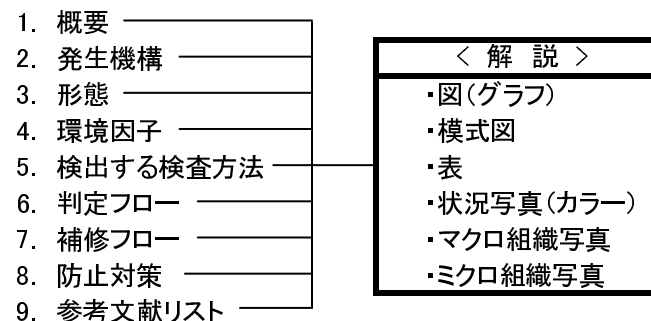 1. 概要
2. 発生機構
3. 形態
4. 環境因子
5. 検出する検査方法
6. 判定フロー
7. 補修フロー
8. 防止対策
9. 参考文献リスト
< 解 説 >
・図(グラフ)
・模式図
・表
・状況写真(カラー)
・マクロ組織写真
・ミクロ組織写真